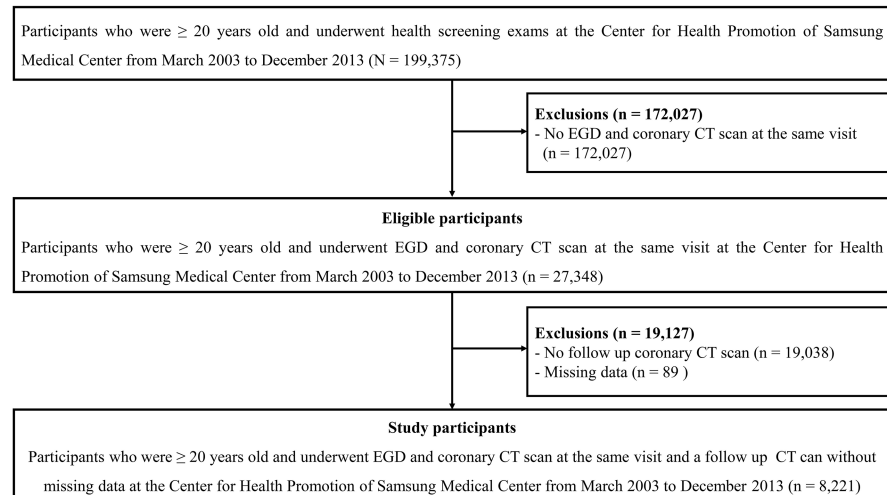 Participants who were ≥ 20 years old and underwent health screening exams at the Center for Health Promotion of Samsung
Medical Center from March 2003 to December 2013 (N = 199,375)
Exclusions (n = 172,027)
- No EGD and coronary CT scan at the same visit
(n = 172,027)
Eligible participants
Participants who were ≥ 20 years old and underwent EGD and coronary CT scan at the same visit at the Center for Health
Promotion of Samsung Medical Center from March 2003 to December 2013 (n = 27,348)
Exclusions (n = 19,127)
- No follow up coronary CT scan (n = 19,038)
- Missing data (n = 89 )
Study participants
Participants who were ≥ 20 years old and underwent EGD and coronary CT scan at the same visit and a follow up CT can without
missing data at the Center for Health Promotion of Samsung Medical Center from March 2003 to December 2013 (n = 8,221)